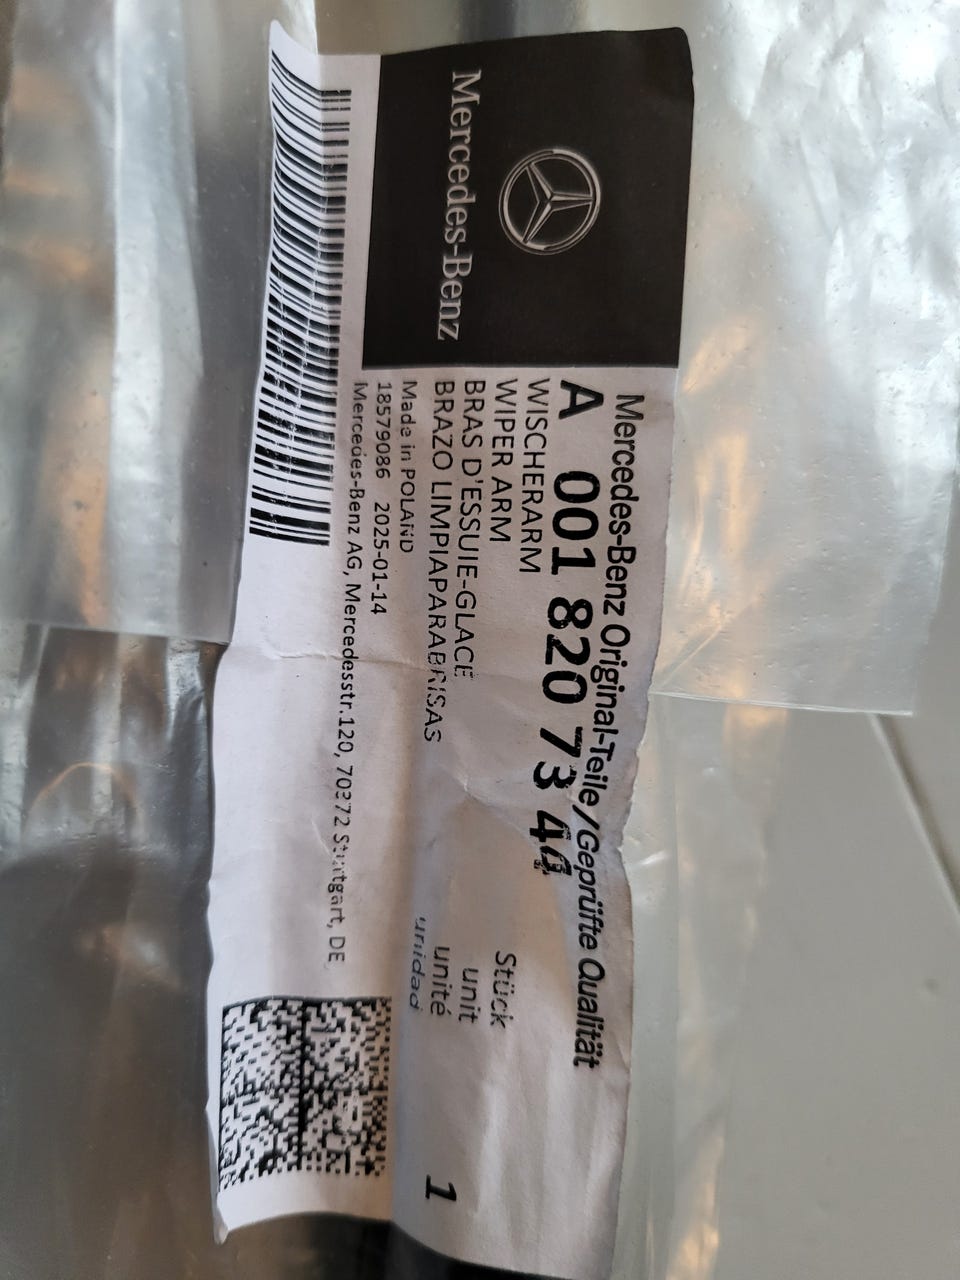 Mercedes-Benz
Mercedes-Benz Original-Teile/Geprüfte Qualität
A 001 820 73 44
WISCHERARM
WIPER ARM
BRAS D'ESSUIE-GLACE
BRAZO LIMPIAPARABRISAS
Stück
unit
unité
unidad
1
Made in POLAND
18579086 2025-01-14
Mercedes-Benz AG, Mercedesstr.120, 70372 Stuttgart, DE